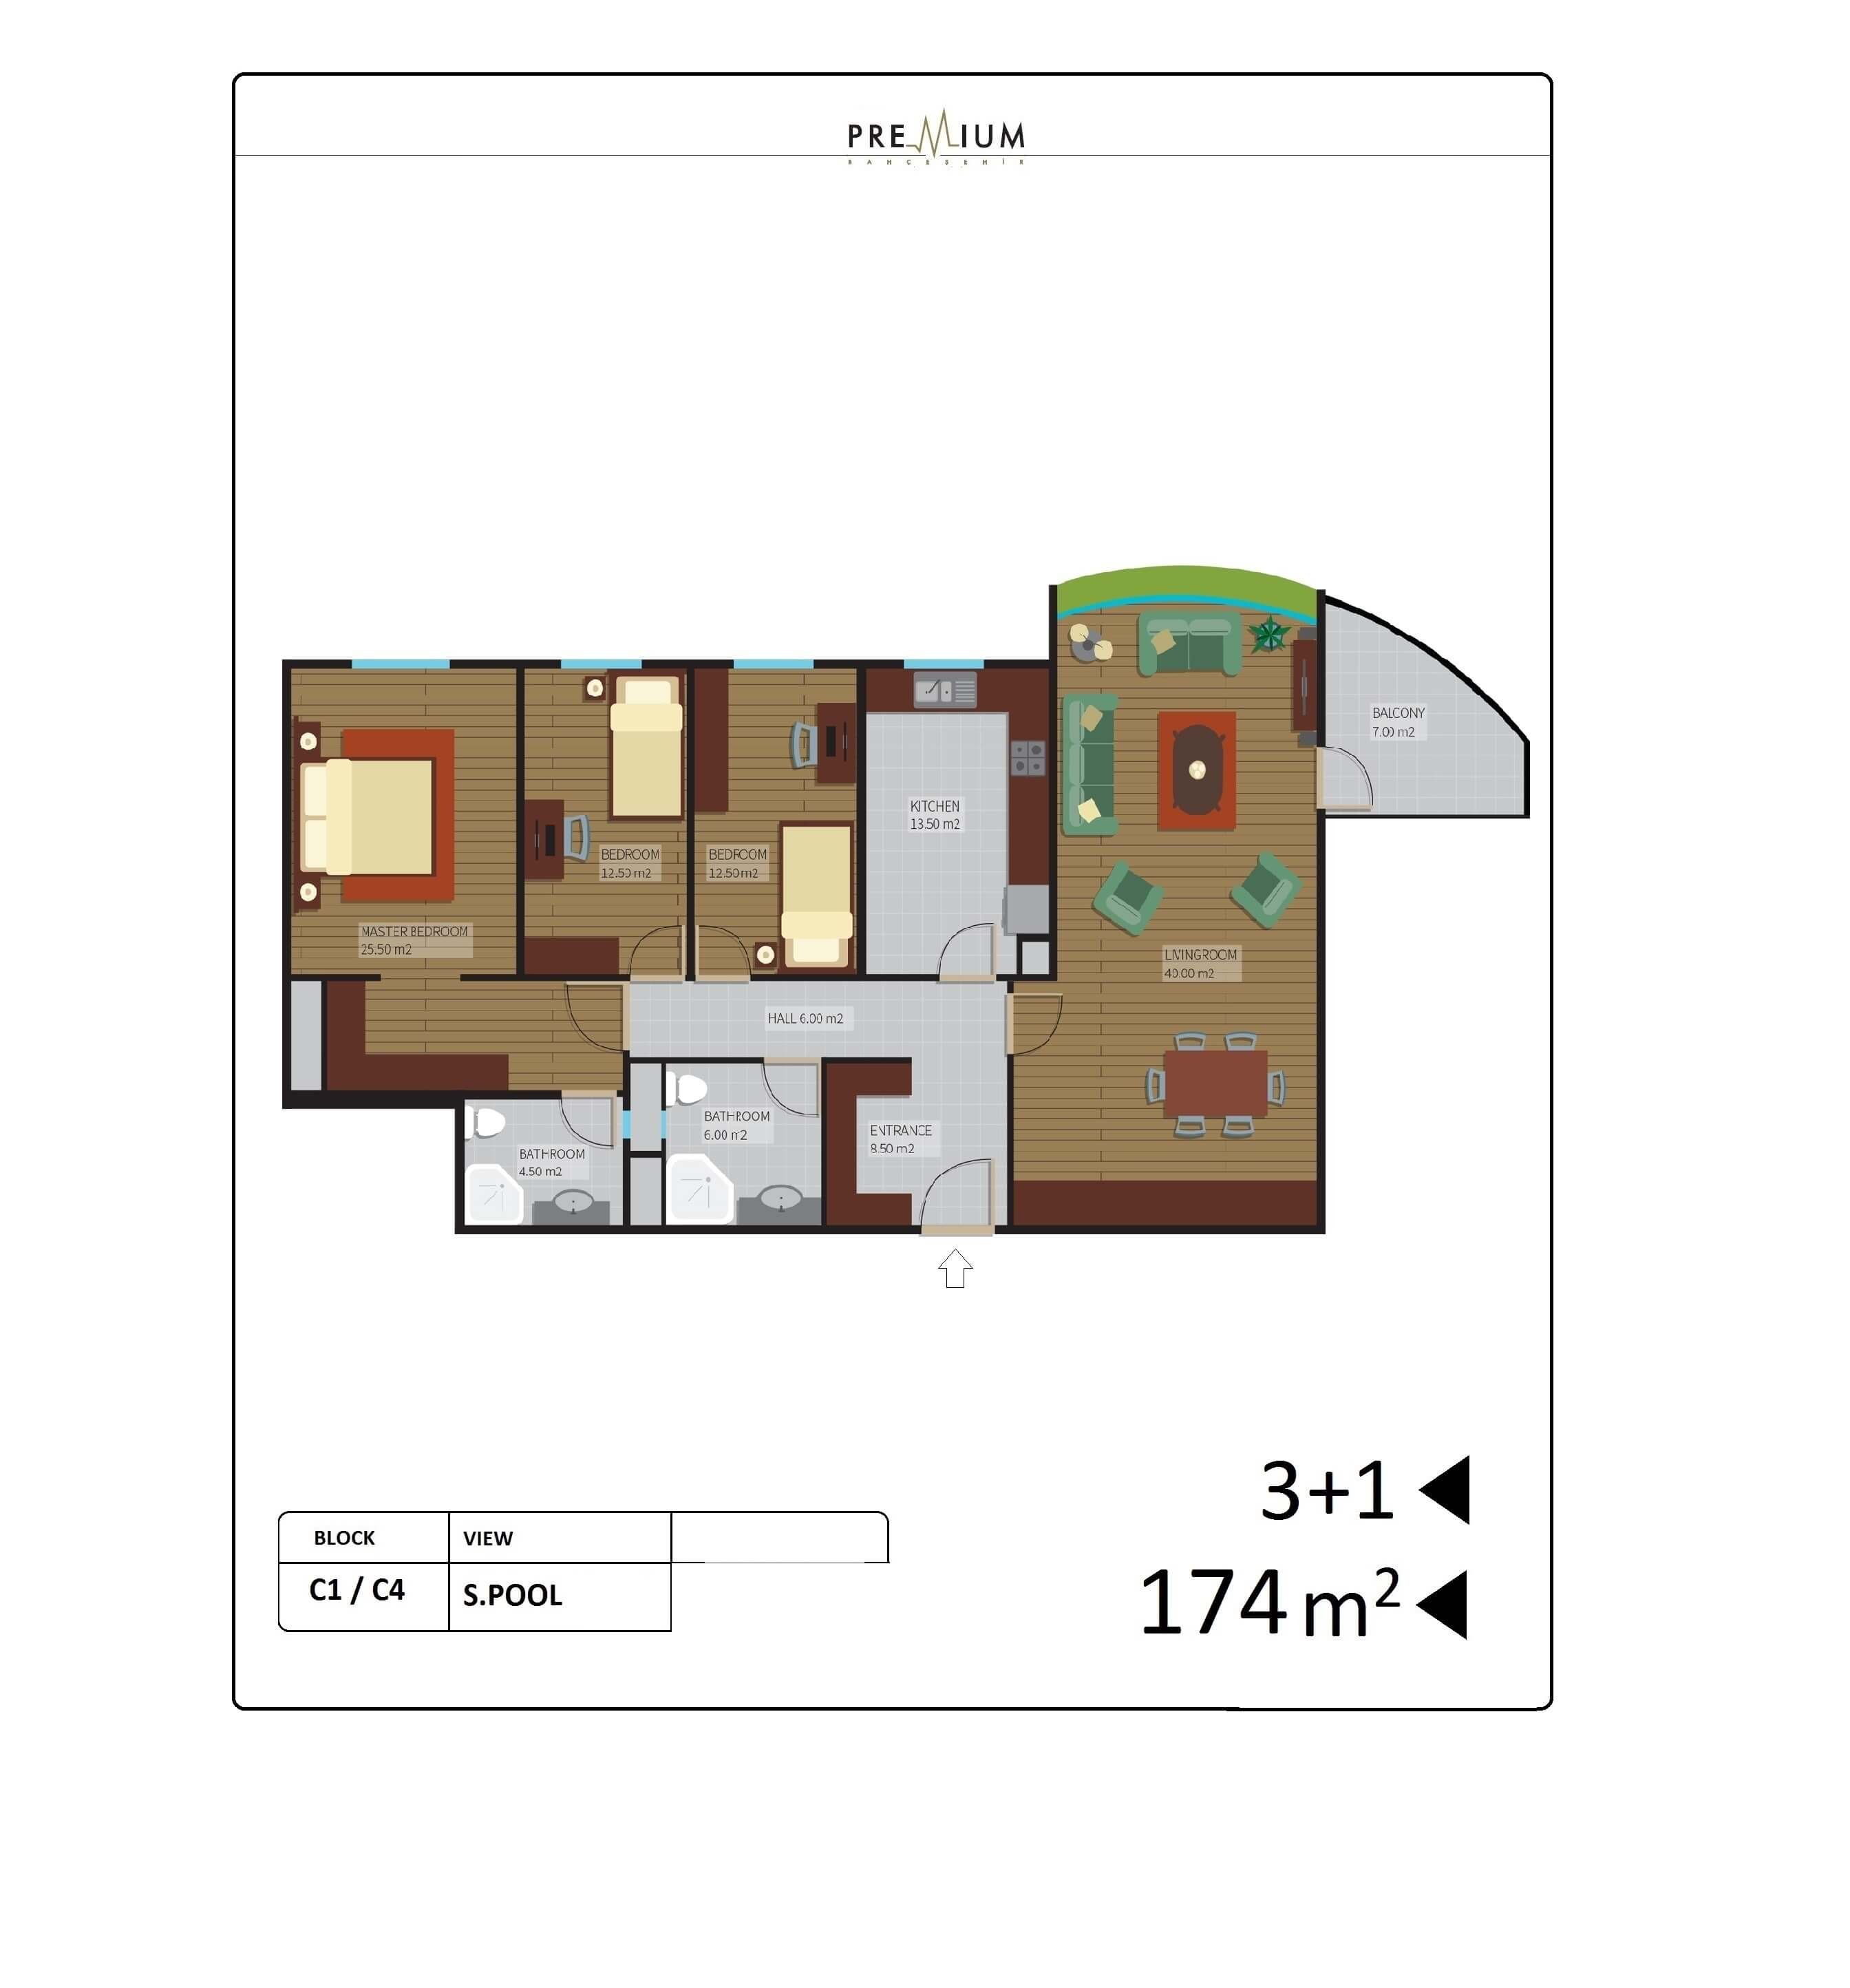 PREMIUM
BAHÇEŞEHİR
BALCONY
7.00 m2
KITCHEN
13.50 m2
BEDROOM
12.50 m2
BEDROOM
12.50m2
MASTER BEDROOM
25.50 m2
LIVINGROOM
40.00 m2
HALL 6.00 m2
BATHROOM
6.00 m2
ENTRANCE
8.50 m2
BATHROOM
4.50 m2
3+1
174 m²
BLOCK VIEW
C1 / C4 S.POOL